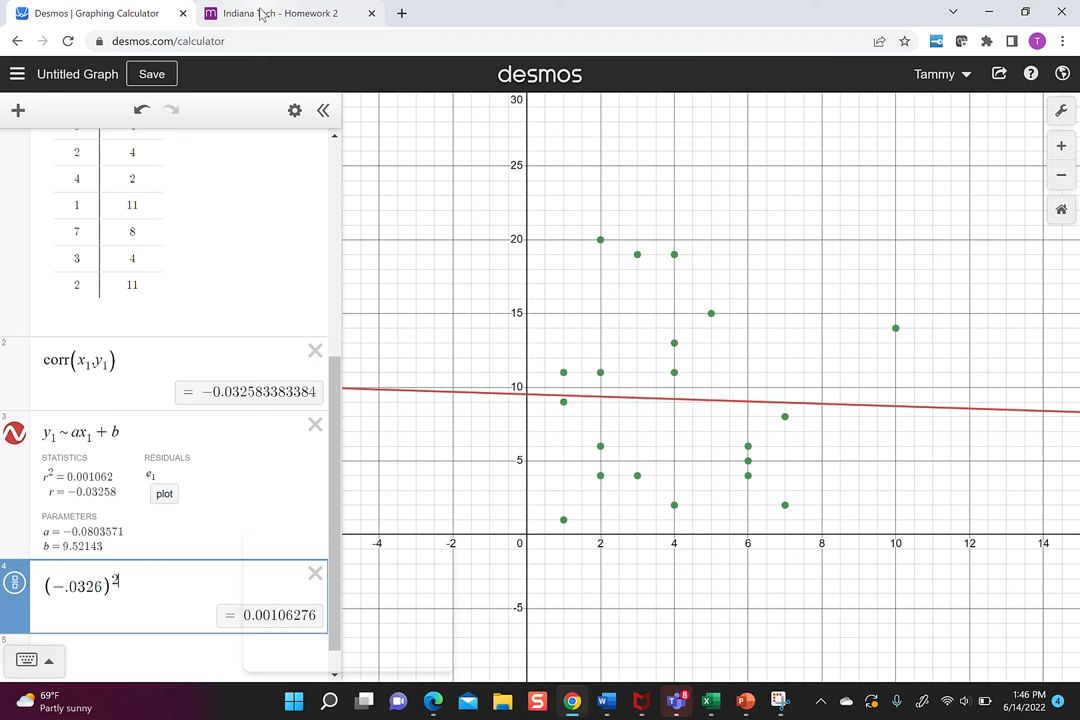 Desmos | Graphing Calculator
Indiana Tech - Homework 2
desmos.com/calculator
T
Untitled Graph
Save
desmos
Tammy
2 4
4 2
1 11
7 8
3 4
2 11
2
corr(x₁,y₁)
= −0.032583383384
3
y₁ ~ ax₁ + b
STATISTICS RESIDUALS
r² = 0.001062 e₁
r = −0.03258 plot
PARAMETERS
a = −0.0803571
b = 9.52143
4
(−.0326)²
= 0.00106276
5
30
25
20
15
10
5
-4 -2 0 2 4 6 8 10 12 14
-5
69°F
Partly sunny
8
1:46 PM
6/14/2022
4